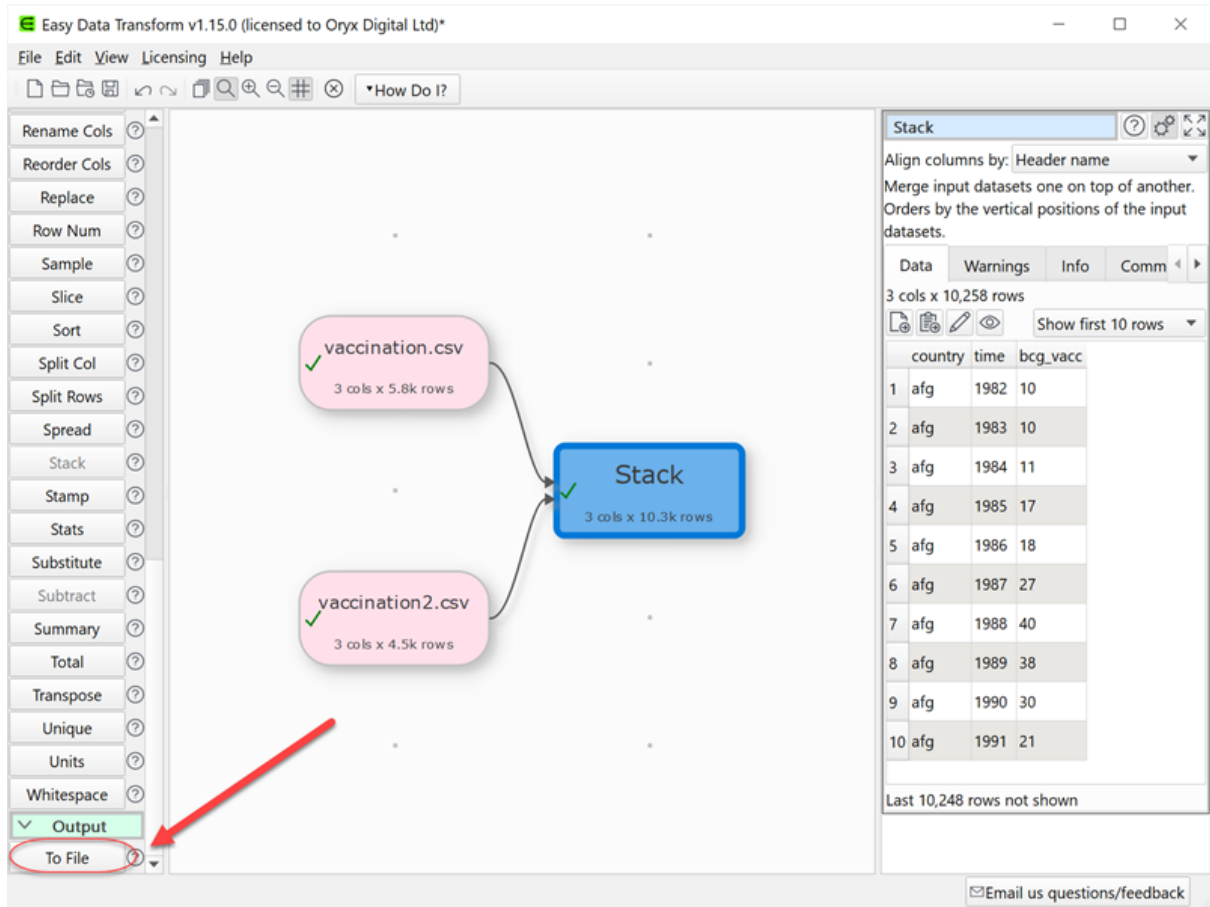 Easy Data Transform v1.15.0 (licensed to Oryx Digital Ltd)*
File Edit View Licensing Help
How Do I?
Rename Cols
Reorder Cols
Replace
Row Num
Sample
Slice
Sort
Split Col
Split Rows
Spread
Stack
Stamp
Stats
Substitute
Subtract
Summary
Total
Transpose
Unique
Units
Whitespace
Output
To File
vaccination.csv
3 cols x 5.8k rows
vaccination2.csv
3 cols x 4.5k rows
Stack
3 cols x 10.3k rows
Stack
Align columns by: Header name
Merge input datasets one on top of another.
Orders by the vertical positions of the input
datasets.
Data Warnings Info Comm
3 cols x 10,258 rows
Show first 10 rows
country time bcg_vacc
1 afg 1982 10
2 afg 1983 10
3 afg 1984 11
4 afg 1985 17
5 afg 1986 18
6 afg 1987 27
7 afg 1988 40
8 afg 1989 38
9 afg 1990 30
10 afg 1991 21
Last 10,248 rows not shown
Email us questions/feedback